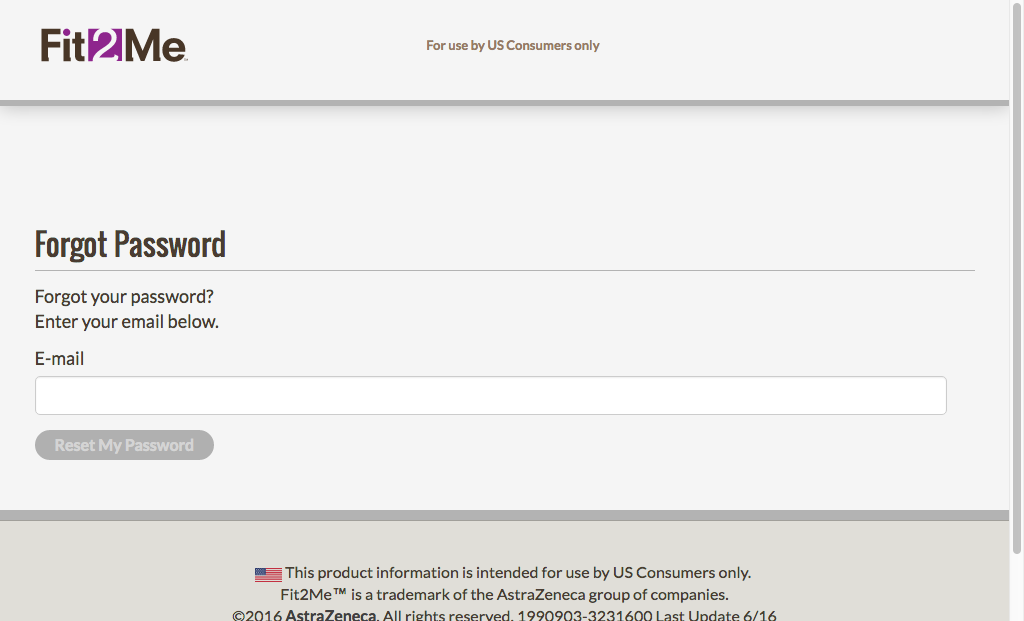 Fit2Me™
For use by US Consumers only
Forgot Password
Forgot your password?
Enter your email below.
E-mail
Reset My Password
This product information is intended for use by US Consumers only.
Fit2Me™ is a trademark of the AstraZeneca group of companies.
©2016 AstraZeneca. All rights reserved. 1990903-3231600 Last Update 6/16